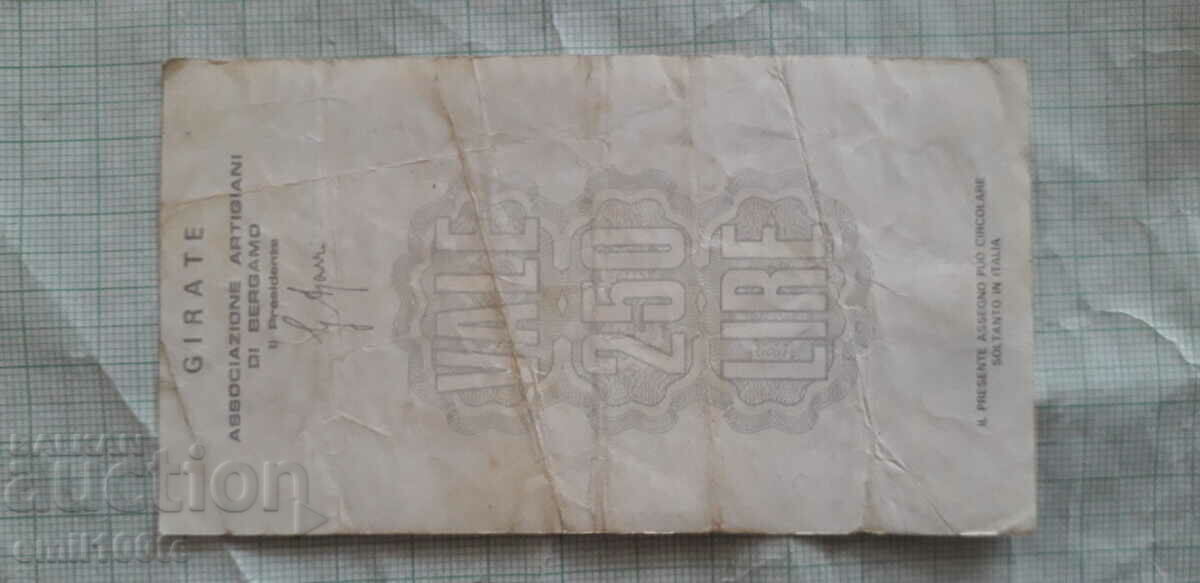 GIRATE
ASSOCIAZIONE ARTIGIANI
DI BERGAMO
Il Presidente
VALE
250
LIRE
IL PRESENTE ASSEGNO PUÒ CIRCOLARE
SOLTANTO IN ITALIA
BALKAN
auction